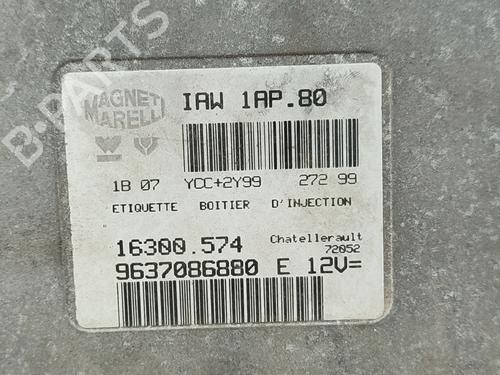 B-PARTS
MAGNETI MARELLI
IAW 1AP.80
1B 07 YCC+2Y99 272 99
ETIQUETTE BOITIER D'INJECTION
16300.574 Chatellerault
72052
9637086880 E 12V=